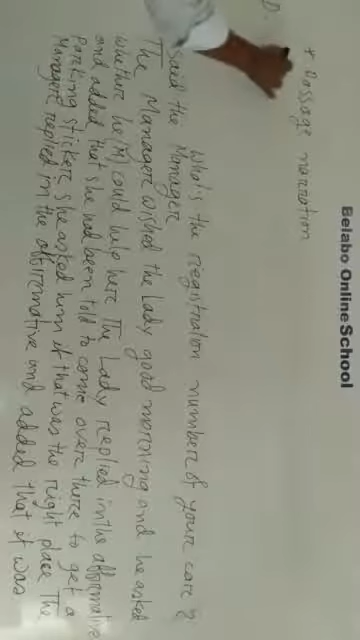 Belabo Online School
* Passage narration
D.
What's the registration number of your car?
said the Manager
The Manager wished the Lady good morning and he asked
whether he(M) could help her. The Lady replied in the affirmative
and added that she had been told to come over there to get a
parking sticker. She asked him if that was the right place. The
Manager replied in the affirmative and added that it was